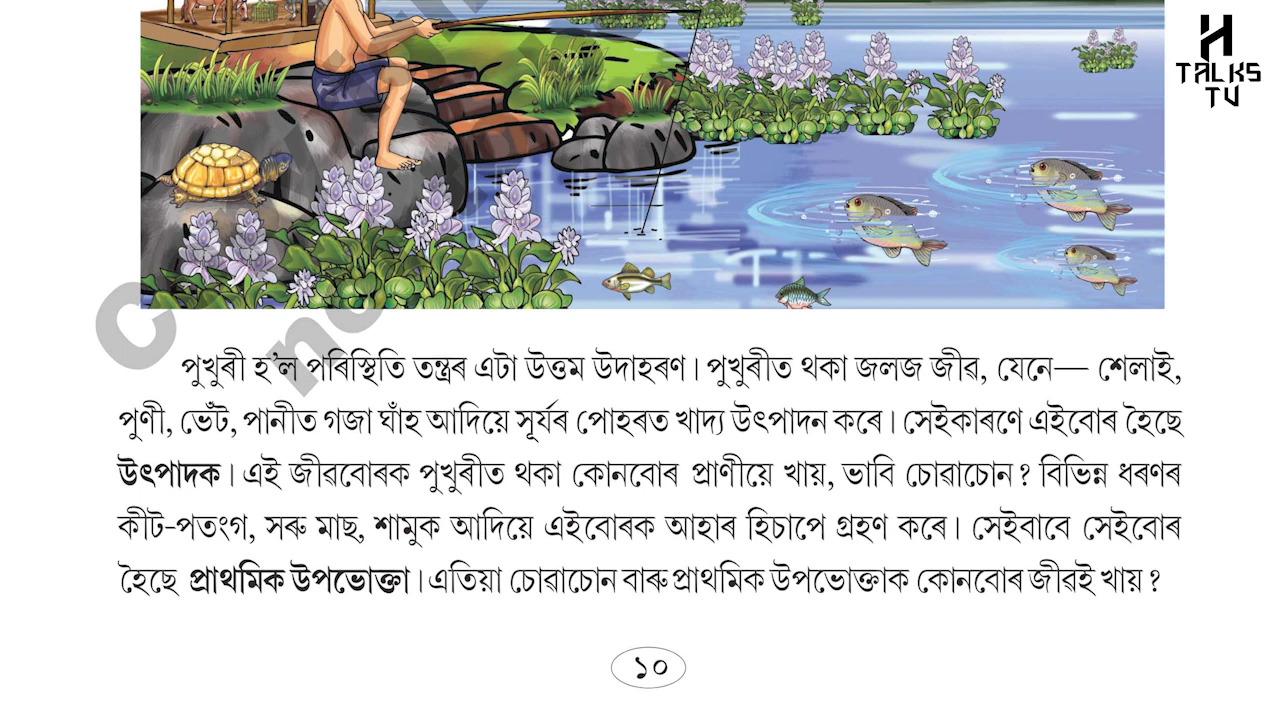 H
TALKS
TV
পুখুৰী হ’ল পৰিস্থিতি তন্ত্ৰৰ এটা উত্তম উদাহৰণ। পুখুৰীত থকা জলজ জীৱ, যেনে— শেলাই,
পুণী, ভেঁট, পানীত গজা ঘাঁহ আদিয়ে সূৰ্যৰ পোহৰত খাদ্য উৎপাদন কৰে। সেইকাৰণে এইবোৰ হৈছে
উৎপাদক। এই জীৱবোৰক পুখুৰীত থকা কোনবোৰ প্ৰাণীয়ে খায়, ভাবি চোৱাচোন? বিভিন্ন ধৰণৰ
কীট-পতংগ, সৰু মাছ, শামুক আদিয়ে এইবোৰক আহাৰ হিচাপে গ্ৰহণ কৰে। সেইবাবে সেইবোৰ
হৈছে প্ৰাথমিক উপভোক্তা। এতিয়া চোৱাচোন বাৰু প্ৰাথমিক উপভোক্তাক কোনবোৰ জীৱই খায়?
১০